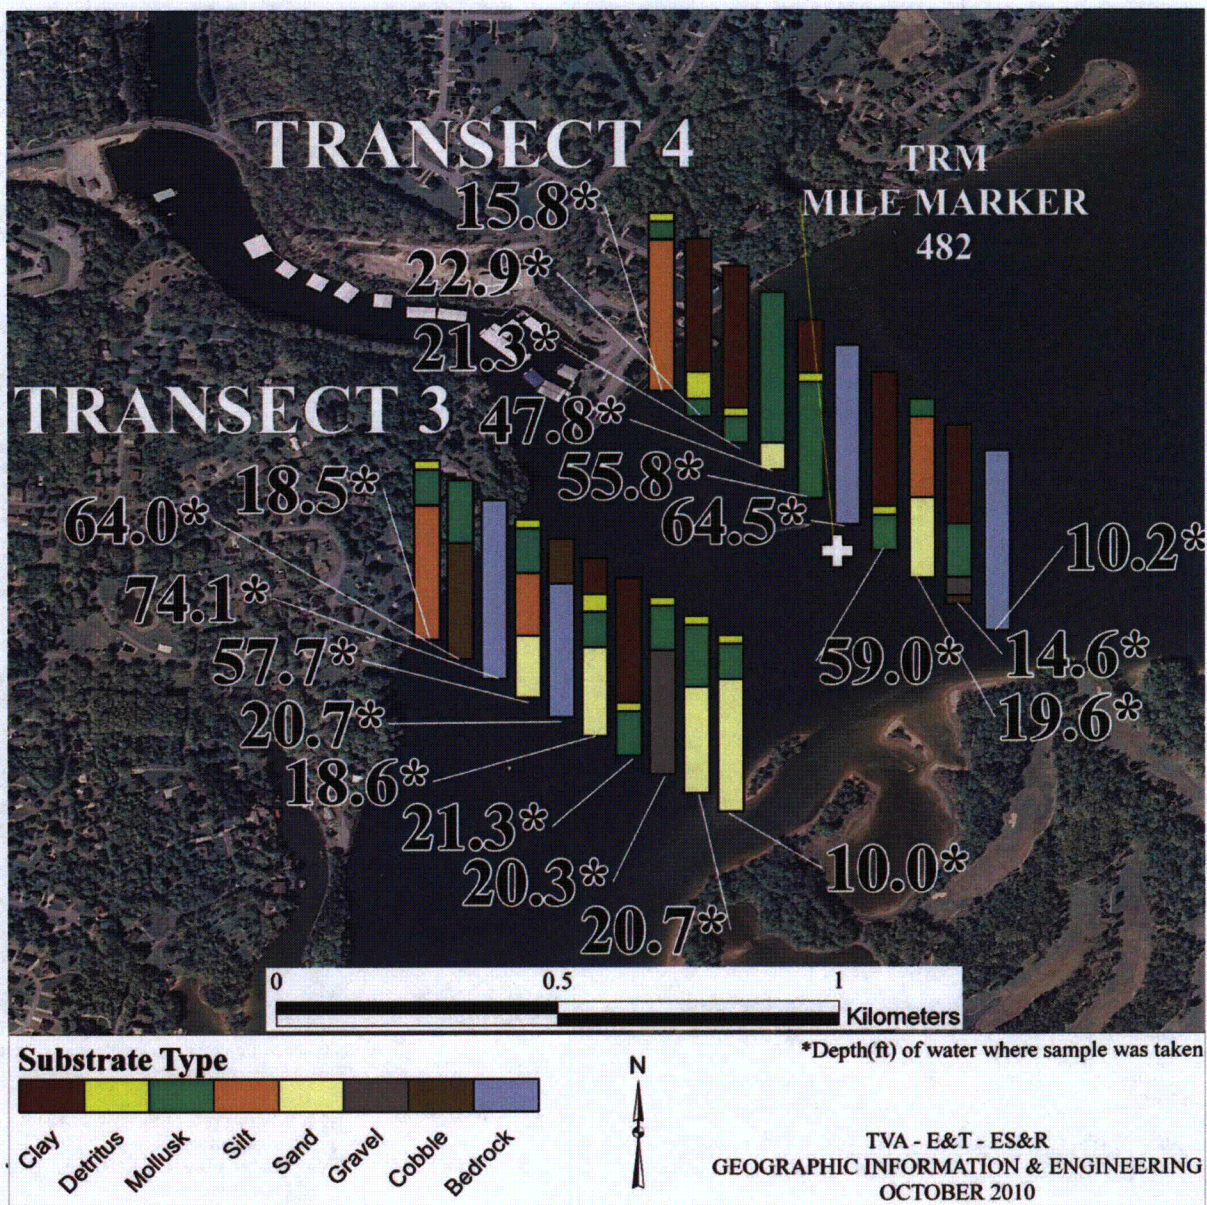 TRANSECT 4
TRM
MILE MARKER
482
15.8*
22.9*
21.3*
47.8*
55.8*
64.5*
59.0*
19.6*
14.6*
10.2*
TRANSECT 3
18.5*
64.0*
74.1*
57.7*
20.7*
18.6*
21.3*
20.3*
20.7*
10.0*
0 0.5 1
Kilometers
*Depth(ft) of water where sample was taken
Substrate Type
Clay
Detritus
Mollusk
Silt
Sand
Gravel
Cobble
Bedrock
N
TVA - E&T - ES&R
GEOGRAPHIC INFORMATION & ENGINEERING
OCTOBER 2010